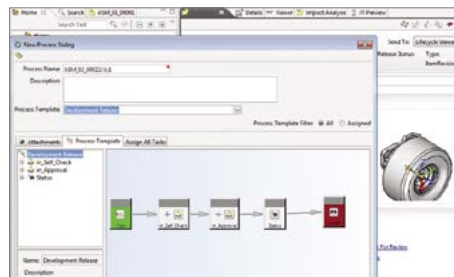 Home Search
Details Viewer Impact Analysis JT Preview
Search Text
Send To: Lifecycle Viewer
New Process Dialog
Release Status Type
ItemRevision
Process Name:
Description:
Process Template: Development Release
Process Template Filter: All Assigned
Attachments Process Template Assign All Tasks
Development Release
in_Self_Check
in_Approval
Status
in_Self_Check in_Approval Status
Name: Development Release
Description
For Review